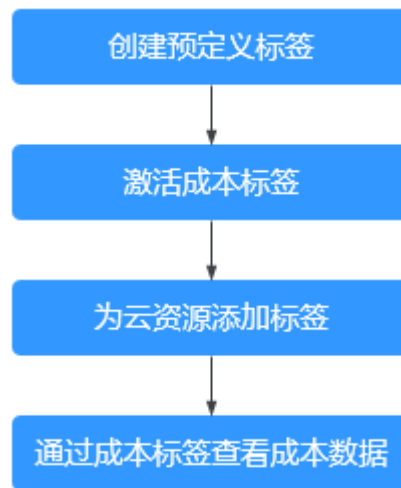 创建预定义标签
激活成本标签
为云资源添加标签
通过成本标签查看成本数据